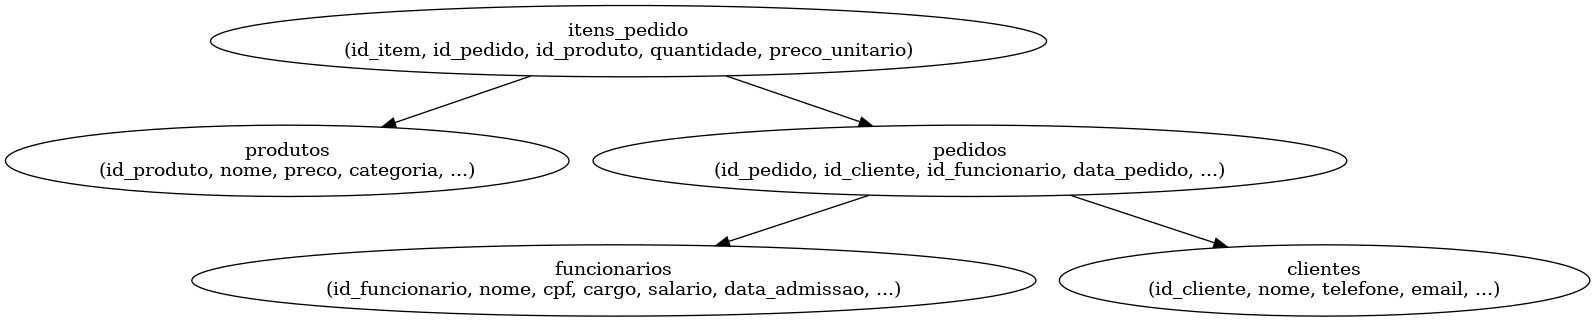 itens_pedido
(id_item, id_pedido, id_produto, quantidade, preco_unitario)
produtos
(id_produto, nome, preco, categoria, ...)
pedidos
(id_pedido, id_cliente, id_funcionario, data_pedido, ...)
funcionarios
(id_funcionario, nome, cpf, cargo, salario, data_admissao, ...)
clientes
(id_cliente, nome, telefone, email, ...)